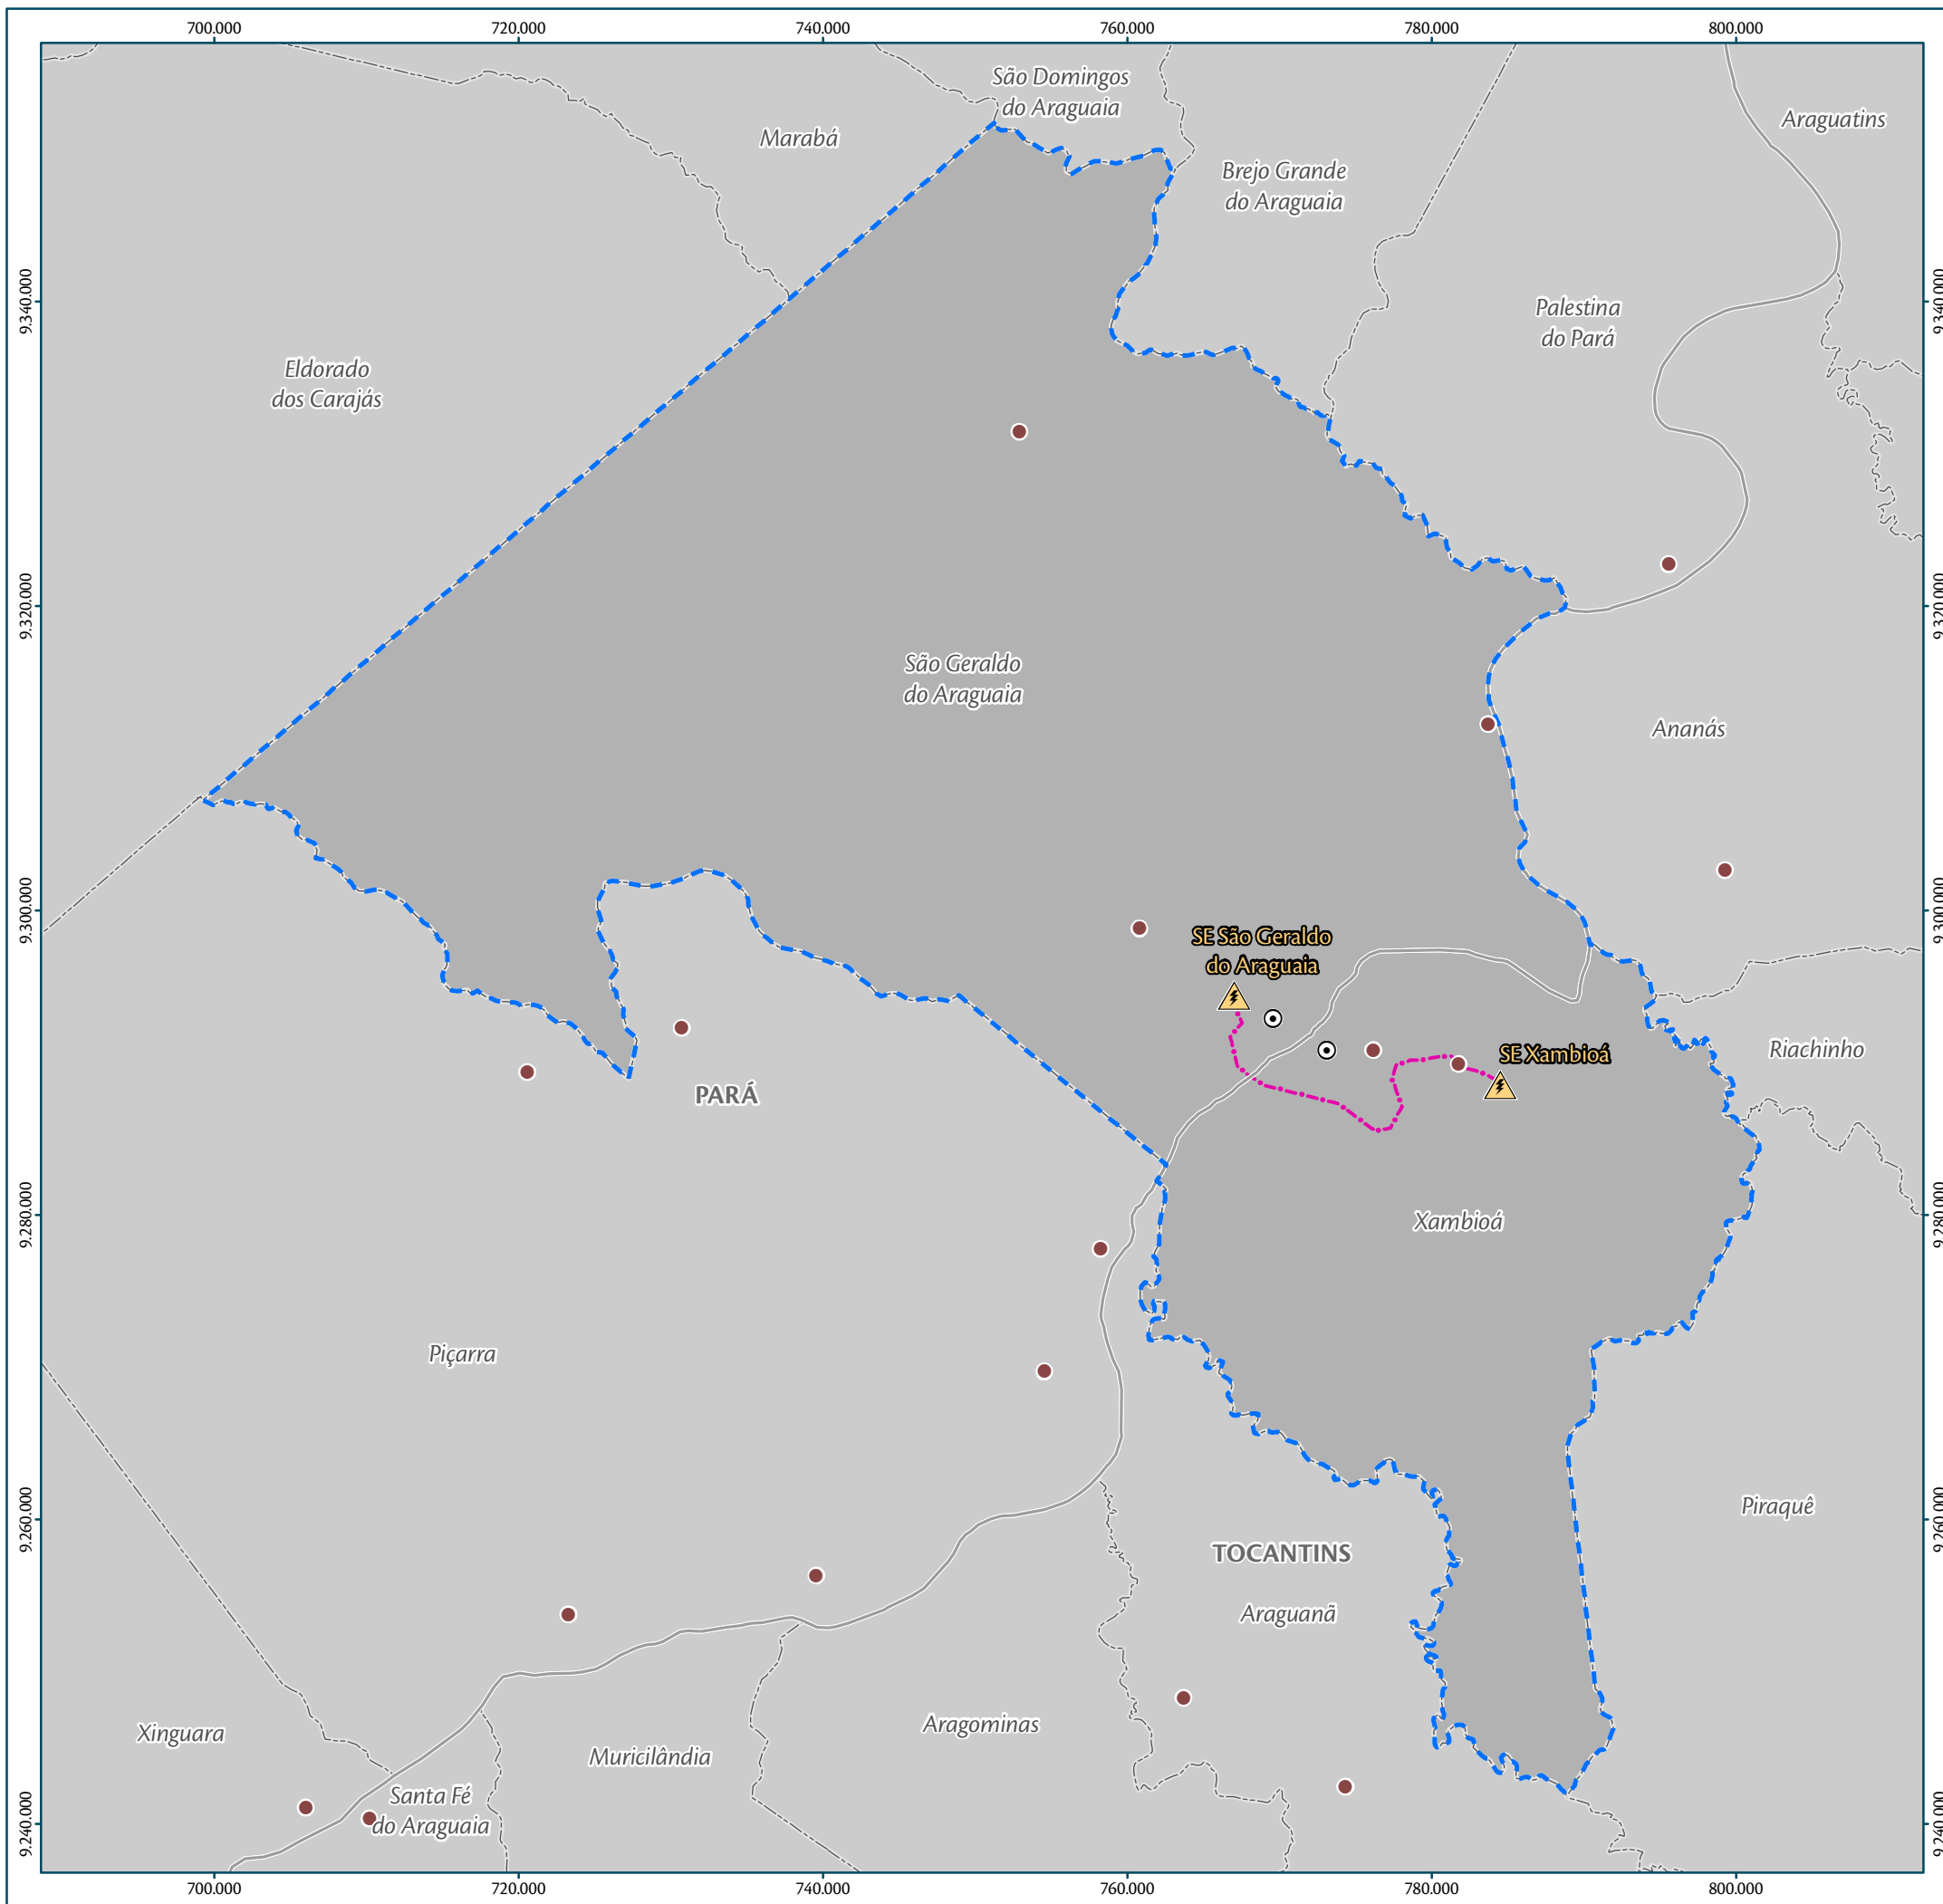 700.000
720.000
740.000
760.000
780.000
800.000
São Domingos
do Araguaia
Araguatins
Marabá
Brejo Grande
do Araguaia
9.340.000
9.340.000
Palestina
do Pará
Eldorado
dos Carajás
9.320.000
9.320.000
São Geraldo
do Araguaia
Ananás
9.300.000
9.300.000
SE São Geraldo
do Araguaia
SE Xambioá
Riachinho
PARÁ
9.280.000
9.280.000
Xambioá
Piçarra
9.260.000
9.260.000
Piraquê
TOCANTINS
Araguanã
Xinguara
Aragominas
Muricilândia
Santa Fé
do Araguaia
9.240.000
9.240.000
700.000
720.000
740.000
760.000
780.000
800.000